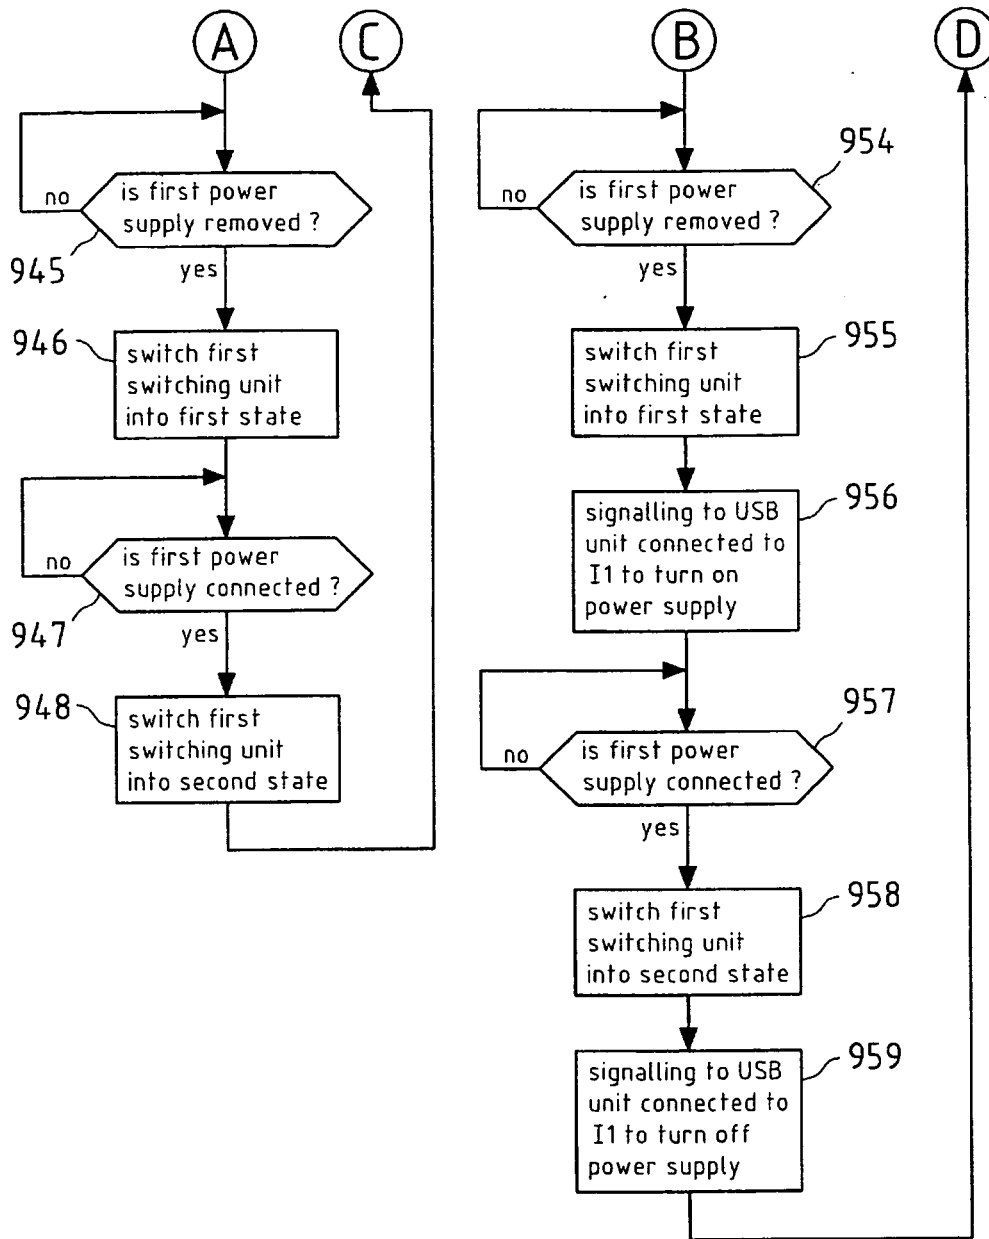 A
C
no
is first power
supply removed ?
945
yes
946
switch first
switching unit
into first state
no
is first power
supply connected ?
947
yes
948
switch first
switching unit
into second state
B
D
954
no
is first power
supply removed ?
yes
955
switch first
switching unit
into first state
956
signalling to USB
unit connected to
I1 to turn on
power supply
957
no
is first power
supply connected ?
yes
958
switch first
switching unit
into second state
959
signalling to USB
unit connected to
I1 to turn off
power supply